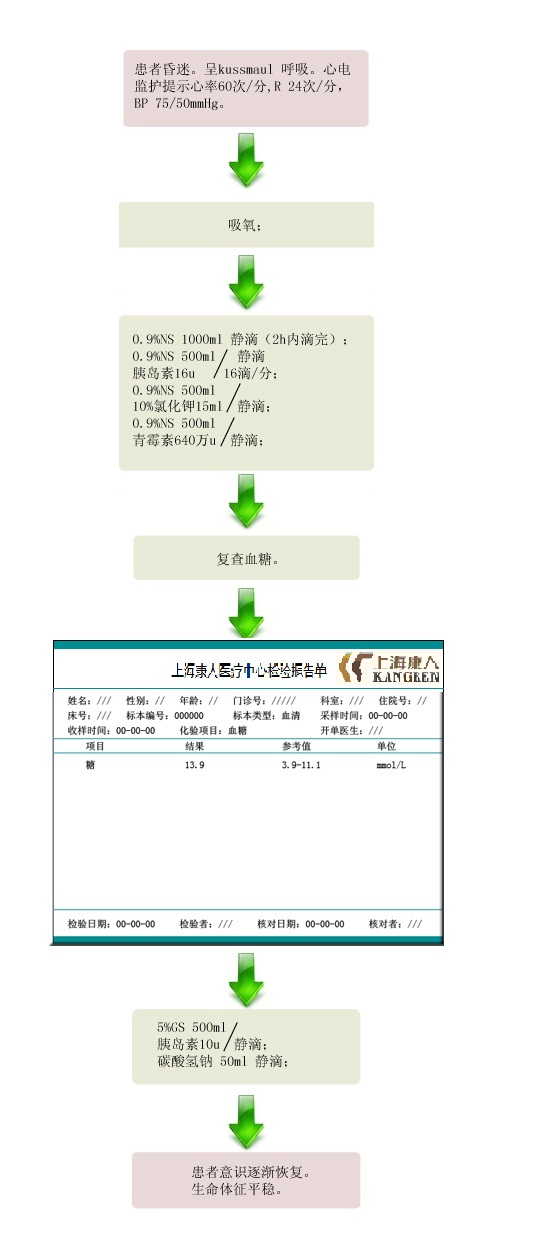 患者昏迷。呈kussmaul 呼吸。心电
监护提示心率60次/分,R 24次/分，
BP 75/50mmHg。
吸氧；
0.9%NS 1000ml 静滴（2h内滴完）；
0.9%NS 500ml/ 静滴
胰岛素16u /16滴/分；
0.9%NS 500ml
10%氯化钾15ml/静滴；
0.9%NS 500ml
青霉素640万u/静滴；
复查血糖。
上海康人医疗中心检验报告单
上海康人
KANGREN
姓名：/// 性别：// 年龄：// 门诊号：///// 科室：/// 住院号：//
床号：/// 标本编号：000000 标本类型：血清 采样时间：00-00-00
收样时间：00-00-00 化验项目：血糖 开单医生：///
项目 结果 参考值 单位
糖 13.9 3.9-11.1 mmol/L
检验日期：00-00-00 检验者：/// 核对日期：00-00-00 核对者：///
5%GS 500ml/
胰岛素10u/静滴；
碳酸氢钠 50ml 静滴；
患者意识逐渐恢复。
生命体征平稳。